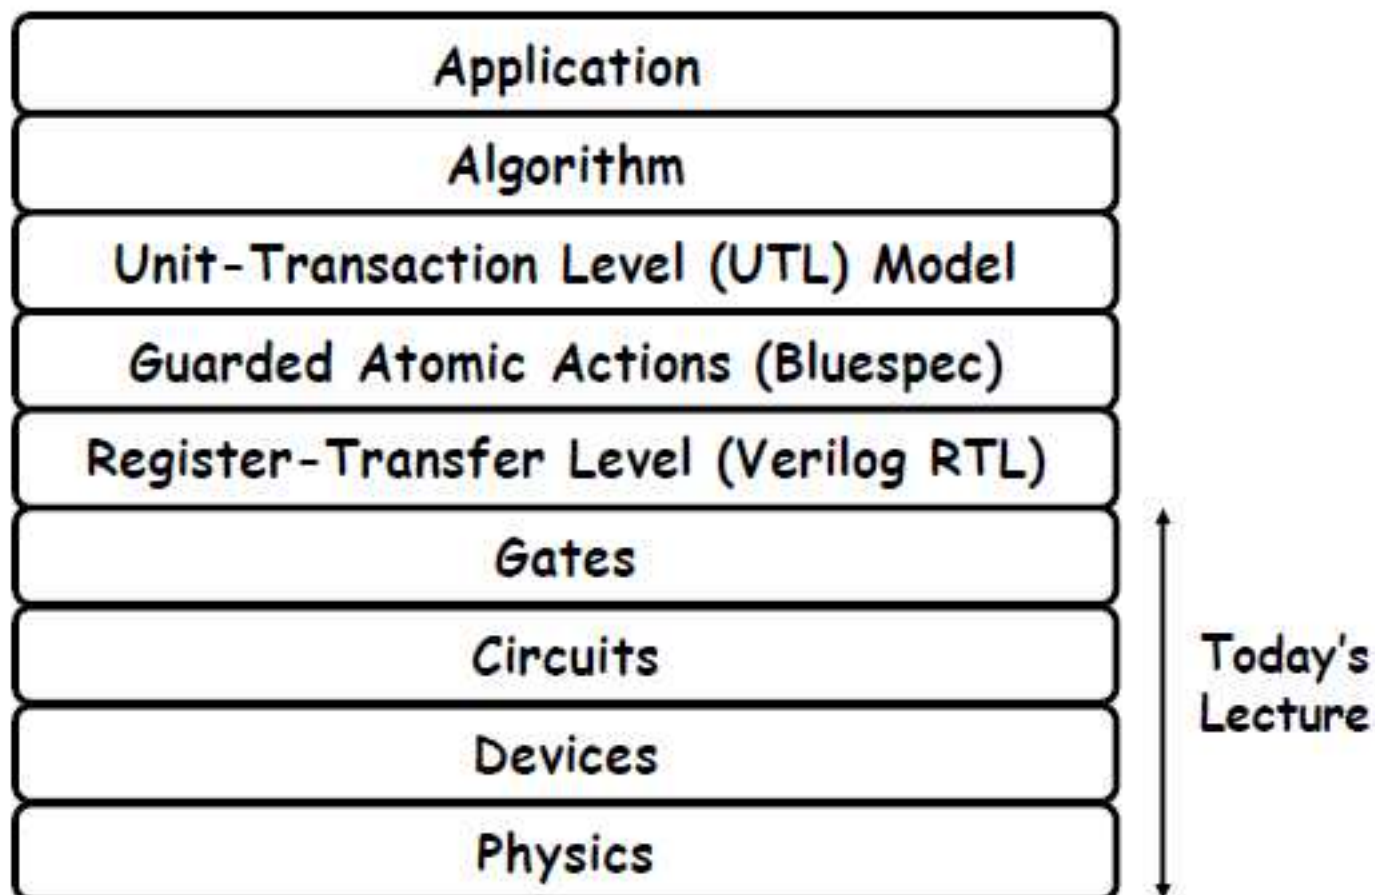 Application
Algorithm
Unit-Transaction Level (UTL) Model
Guarded Atomic Actions (Bluespec)
Register-Transfer Level (Verilog RTL)
Gates
Circuits
Devices
Physics
Today's
Lecture